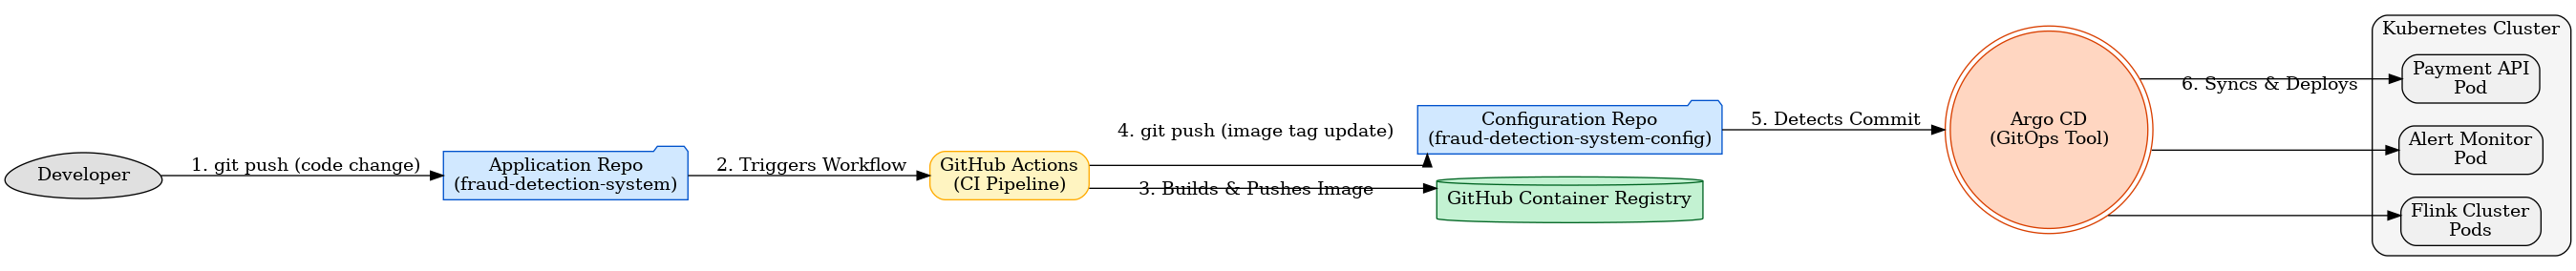 Developer
1. git push (code change)
Application Repo
(fraud-detection-system)
2. Triggers Workflow
GitHub Actions
(CI Pipeline)
4. git push (image tag update)
3. Builds & Pushes Image
Configuration Repo
(fraud-detection-system-config)
GitHub Container Registry
5. Detects Commit
Argo CD
(GitOps Tool)
6. Syncs & Deploys
Kubernetes Cluster
Payment API
Pod
Alert Monitor
Pod
Flink Cluster
Pods